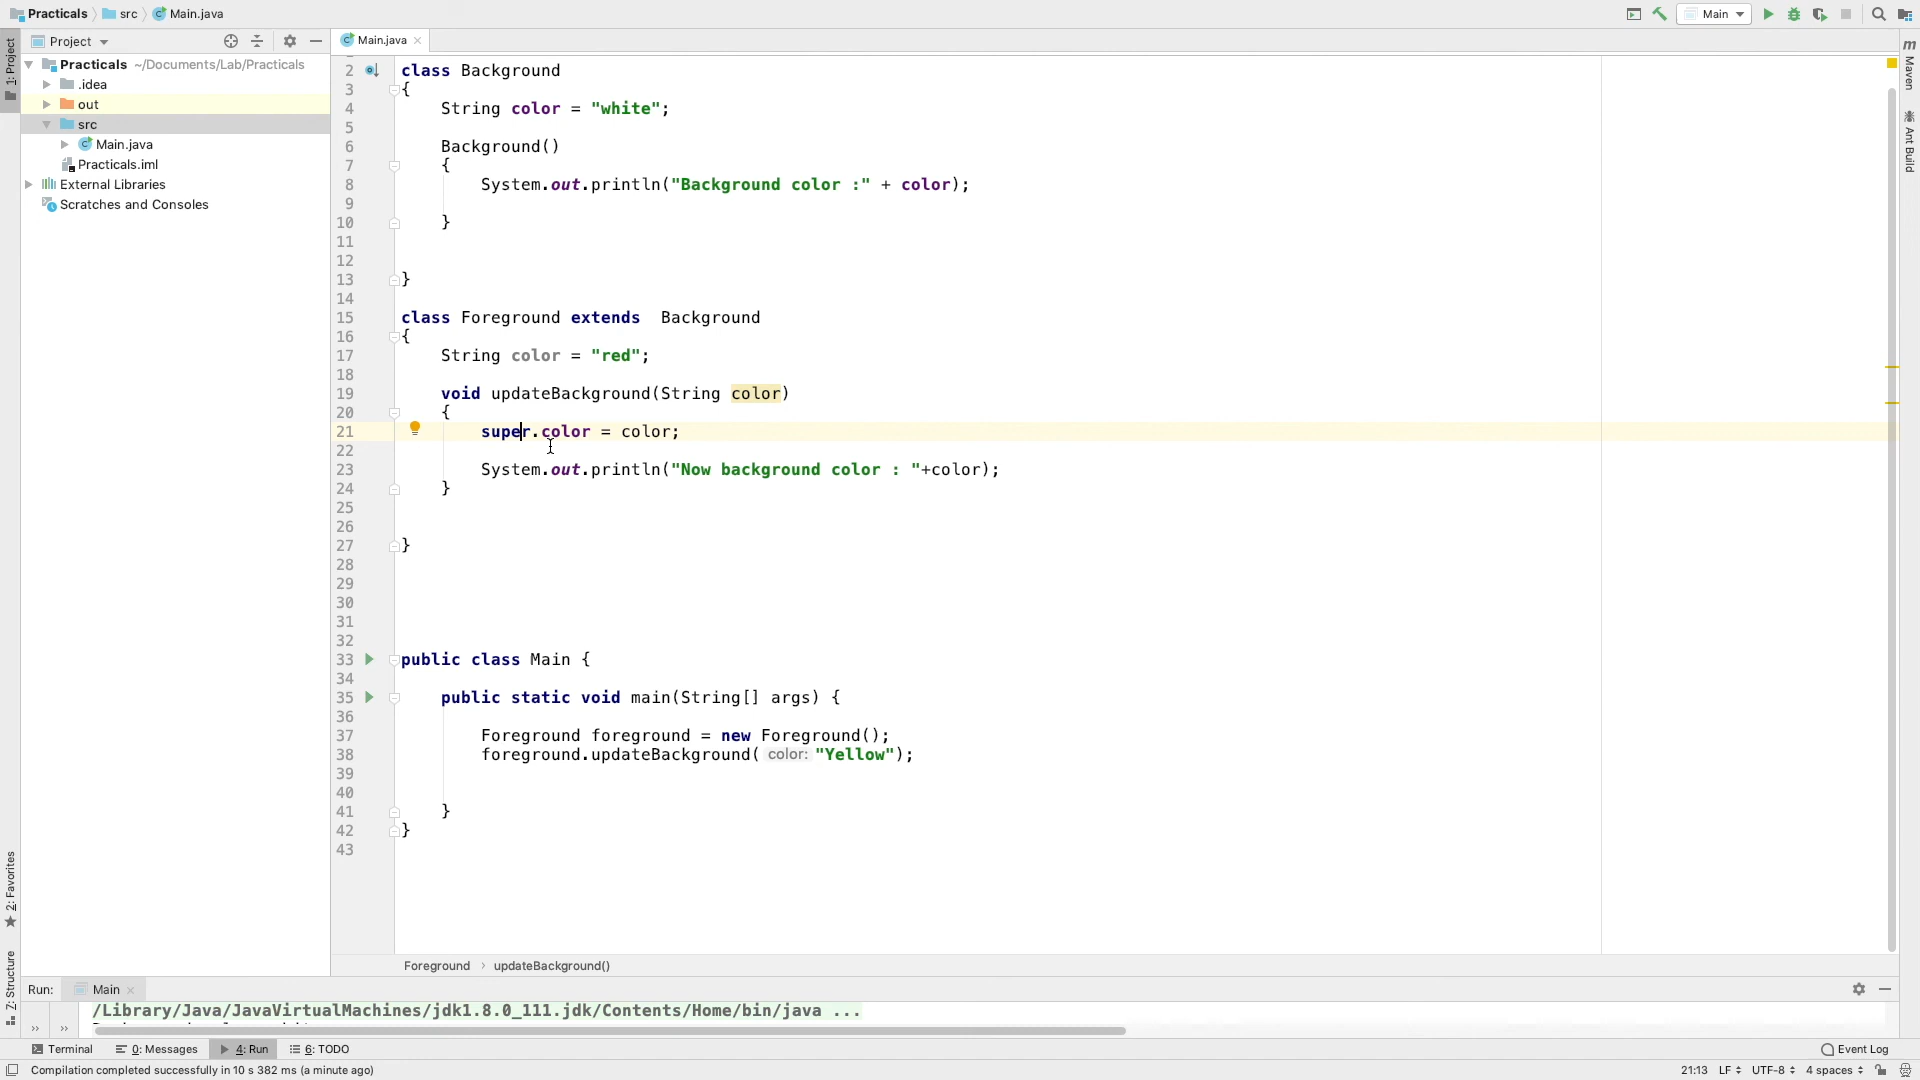 Practicals src Main.java Main
Project
Main.java
Practicals ~/Documents/Lab/Practicals
.idea
out
src
Main.java
Practicals.iml
External Libraries
Scratches and Consoles
1: Project
2: Favorites
Z: Structure
m Maven
Ant Build
2 class Background
3 {
4 String color = "white";
5
6 Background()
7 {
8 System.out.println("Background color :" + color);
9
10 }
11
12
13 }
14
15 class Foreground extends  Background
16 {
17 String color = "red";
18
19 void updateBackground(String color)
20 {
21 super.color = color;
22
23 System.out.println("Now background color : "+color);
24 }
25
26
27 }
28
29
30
31
32
33 public class Main {
34
35 public static void main(String[] args) {
36
37 Foreground foreground = new Foreground();
38 foreground.updateBackground( color: "Yellow");
39
40
41 }
42 }
43
Foreground › updateBackground()
Run: Main
/Library/Java/JavaVirtualMachines/jdk1.8.0_111.jdk/Contents/Home/bin/java ...
Terminal 0: Messages 4: Run 6: TODO Event Log
Compilation completed successfully in 10 s 382 ms (a minute ago) 21:13 LF UTF-8 4 spaces